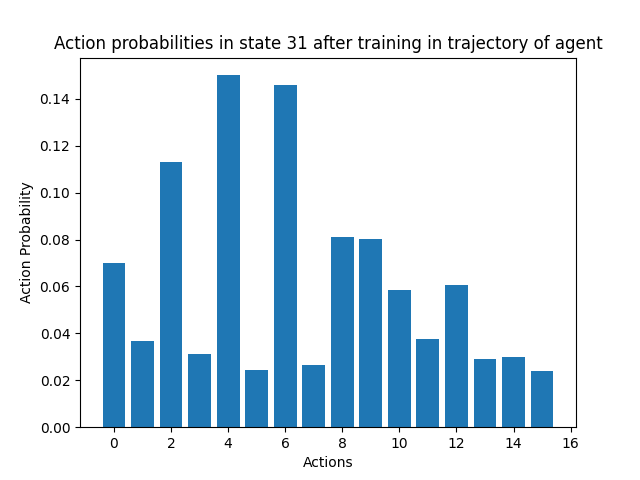 Action probabilities in state 31 after training in trajectory of agent
Action Probability
0.14
0.12
0.10
0.08
0.06
0.04
0.02
0.00
0 2 4 6 8 10 12 14 16
Actions